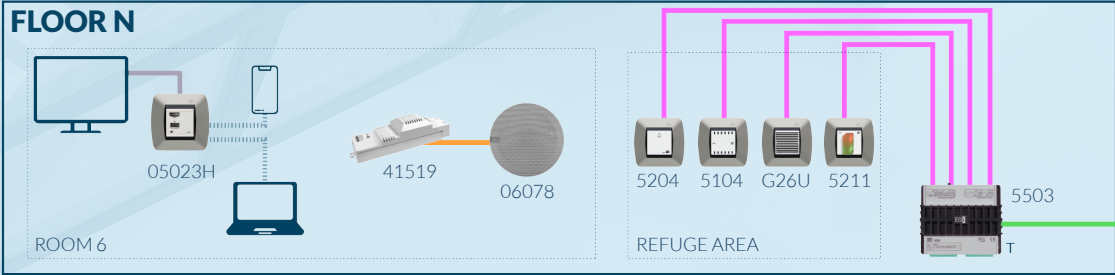 FLOOR N
05023H
41519
06078
ROOM 6
5204
5104
G26U
5211
REFUGE AREA
5503
T